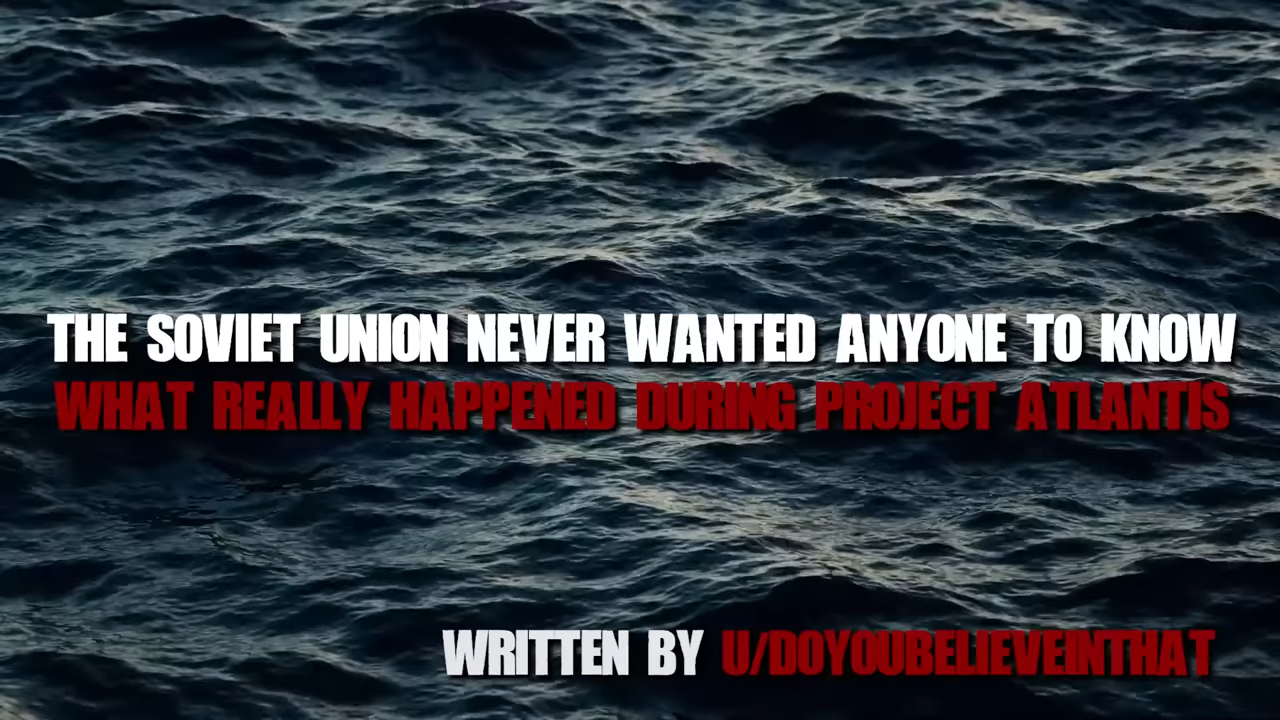 THE SOVIET UNION NEVER WANTED ANYONE TO KNOW
WHAT REALLY HAPPENED DURING PROJECT ATLANTIS
WRITTEN BY U/DOYOUBELIEVEINTHAT